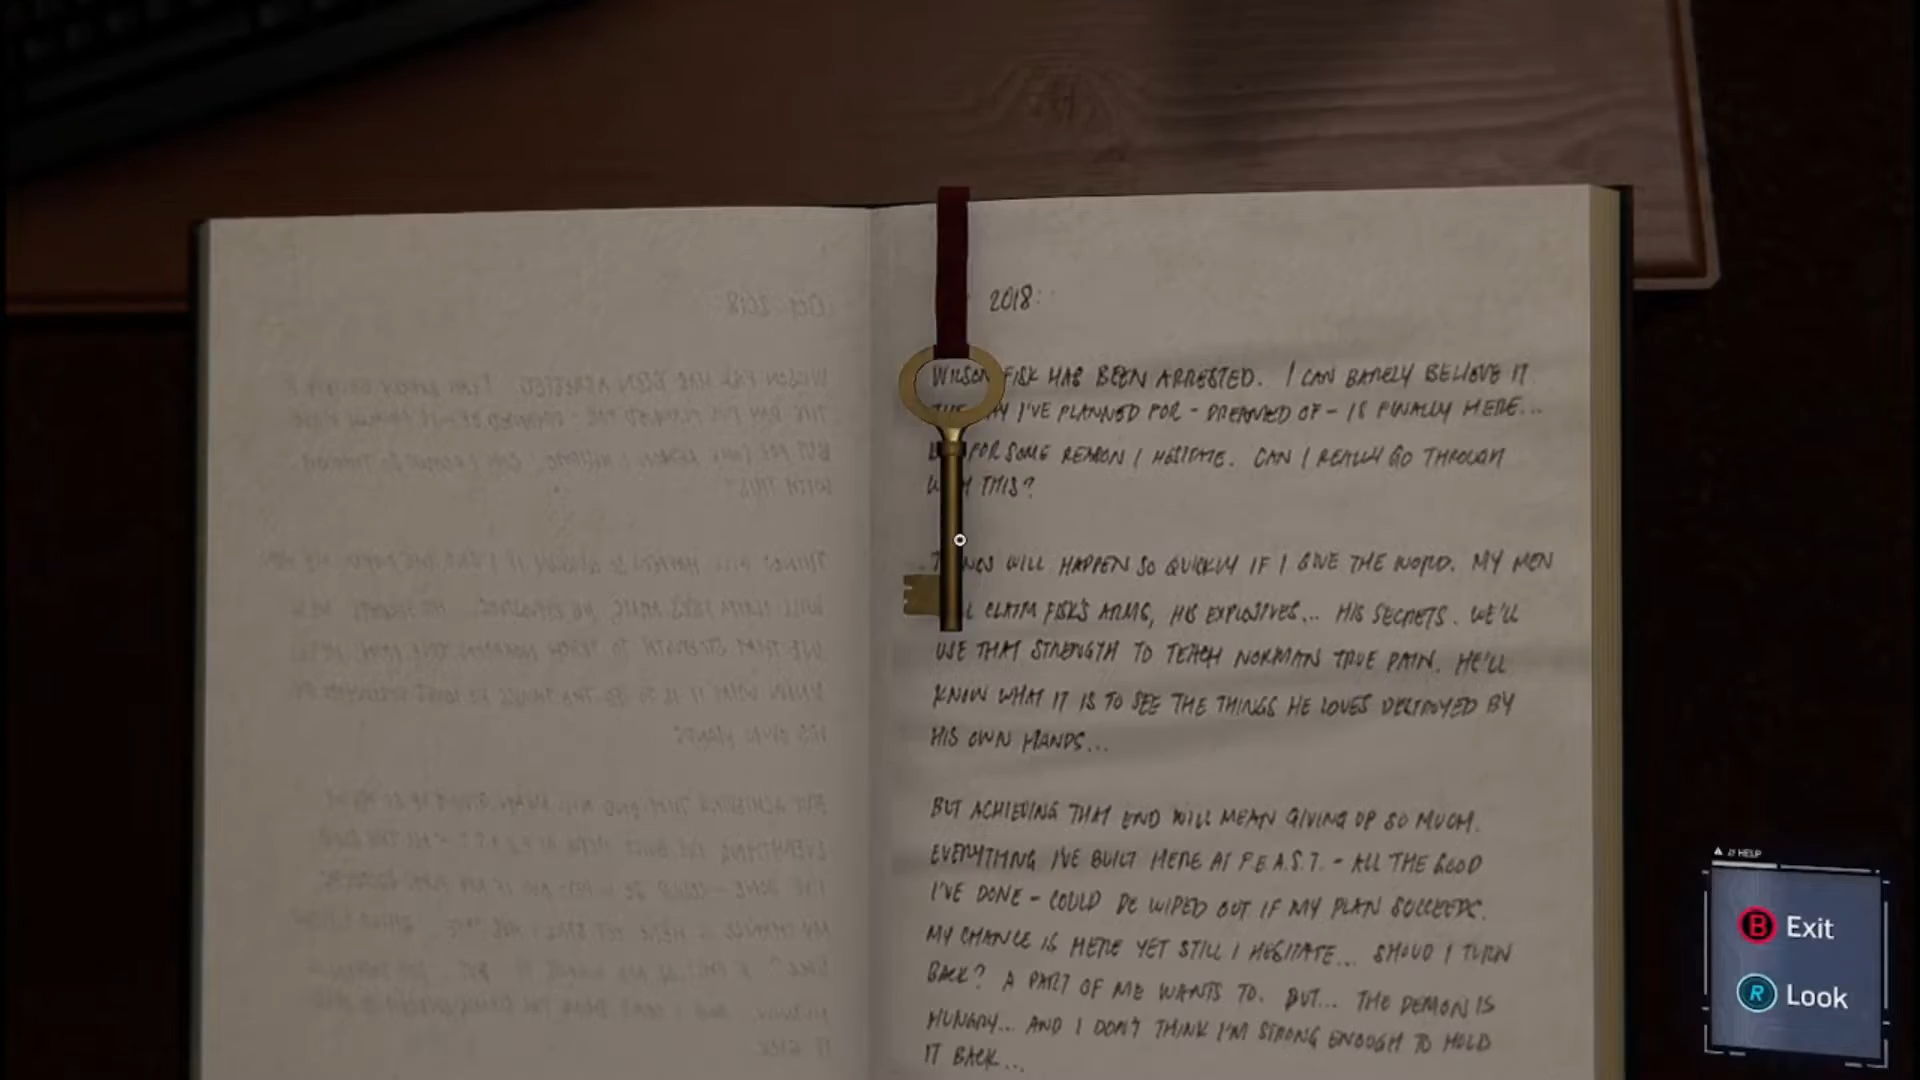 2018:
WILSON FISK HAS BEEN ARRESTED. I CAN BARELY BELIEVE IT
I'VE PLANNED FOR - DREAMED OF - IS FINALLY HERE...
FOR SOME REASON I HESITATE. CAN I REALLY GO THROUGH
THIS?
WILL HAPPEN SO QUICKLY IF I GIVE THE WORD. MY MEN
CLAIM FISK'S ARMS, HIS EXPLOSIVES... HIS SECRETS. WE'LL
USE THAT STRENGTH TO TEACH NORMAN TRUE PAIN. HE'LL
KNOW WHAT IT IS TO SEE THE THINGS HE LOVES DESTROYED BY
HIS OWN HANDS...
BUT ACHIEVING THAT END WILL MEAN GIVING UP SO MUCH.
EVERYTHING I'VE BUILT HERE AT F.E.A.S.T. - ALL THE GOOD
I'VE DONE - COULD BE WIPED OUT IF MY PLAN SUCCEEDS.
MY CHANCE IS HERE YET STILL I HESITATE... SHOULD I TURN
BACK? A PART OF ME WANTS TO. BUT... THE DEMON IS
HUNGRY... AND I DON'T THINK I'M STRONG ENOUGH TO HOLD
IT BACK...
HELP
B Exit
R Look